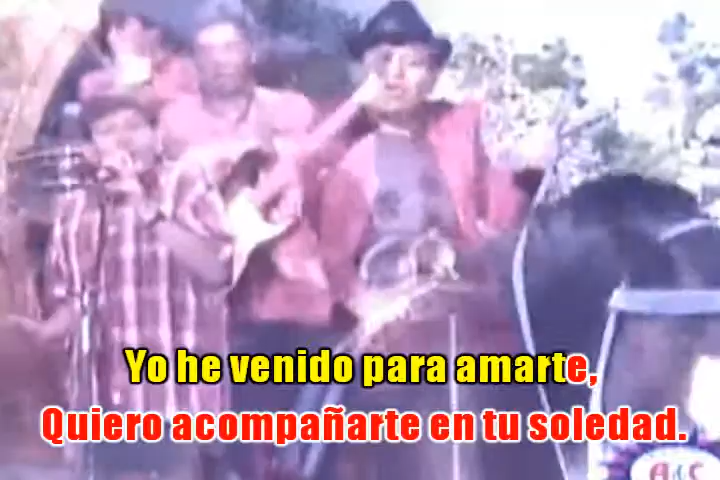 Yo he venido para amarte,
Quiero acompañarte en tu soledad.
A&C